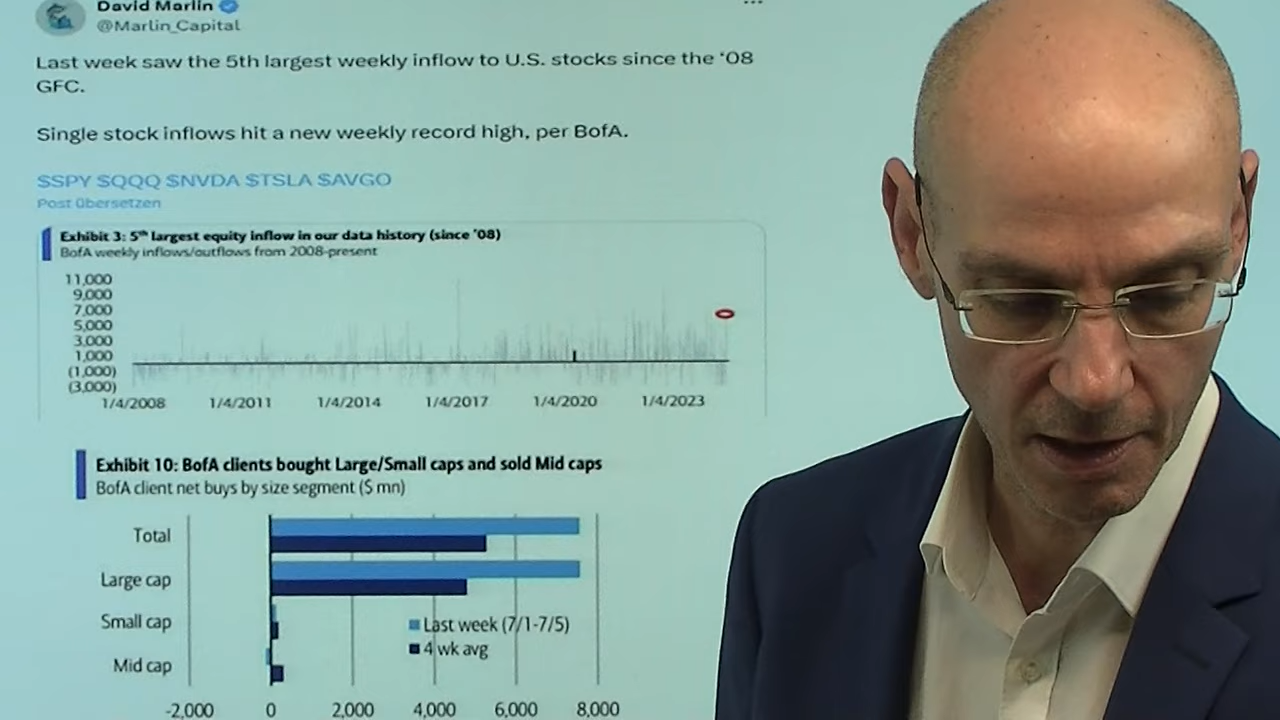 David Marlin
@Marlin_Capital
...
Last week saw the 5th largest weekly inflow to U.S. stocks since the '08
GFC.
Single stock inflows hit a new weekly record high, per BofA.
$SPY $QQQ $NVDA $TSLA $AVGO
Post übersetzen
Exhibit 3: 5th largest equity inflow in our data history (since '08)
BofA weekly inflows/outflows from 2008-present
11,000
9,000
7,000
5,000
3,000
1,000
(1,000)
(3,000)
1/4/2008 1/4/2011 1/4/2014 1/4/2017 1/4/2020 1/4/2023
Exhibit 10: BofA clients bought Large/Small caps and sold Mid caps
BofA client net buys by size segment ($ mn)
Total
Large cap
Small cap
Mid cap
Last week (7/1-7/5)
4 wk avg
-2,000 0 2,000 4,000 6,000 8,000